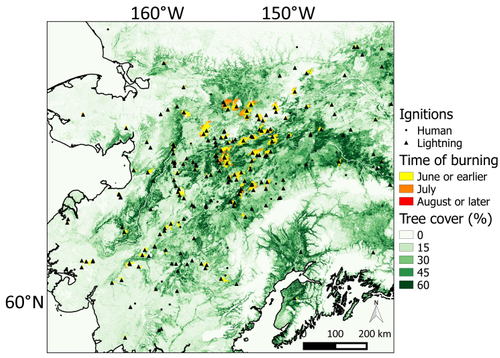 160°W 150°W
60°N
Ignitions
Human
Lightning
Time of burning
June or earlier
July
August or later
Tree cover (%)
0
15
30
45
60
N
0 100 200 km